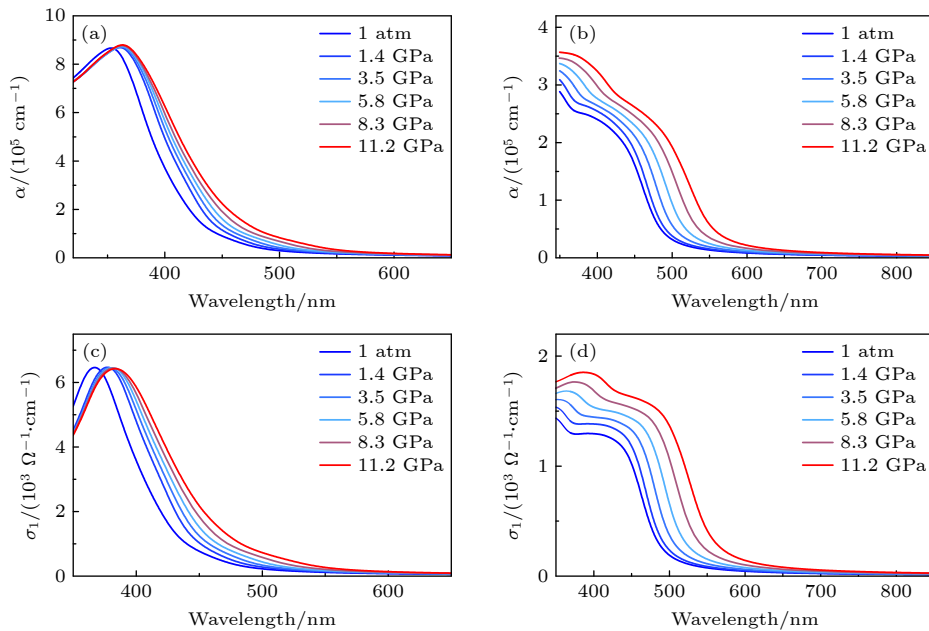 (a)
10
8
6
4
2
0
α/(10⁵ cm⁻¹)
400
500
600
Wavelength/nm
1 atm
1.4 GPa
3.5 GPa
5.8 GPa
8.3 GPa
11.2 GPa
(b)
4
3
2
1
0
α/(10⁵ cm⁻¹)
400
500
600
700
800
Wavelength/nm
1 atm
1.4 GPa
3.5 GPa
5.8 GPa
8.3 GPa
11.2 GPa
(c)
6
4
2
0
σ₁/(10³ Ω⁻¹·cm⁻¹)
400
500
600
Wavelength/nm
1 atm
1.4 GPa
3.5 GPa
5.8 GPa
8.3 GPa
11.2 GPa
(d)
2
1
0
σ₁/(10³ Ω⁻¹·cm⁻¹)
400
500
600
700
800
Wavelength/nm
1 atm
1.4 GPa
3.5 GPa
5.8 GPa
8.3 GPa
11.2 GPa